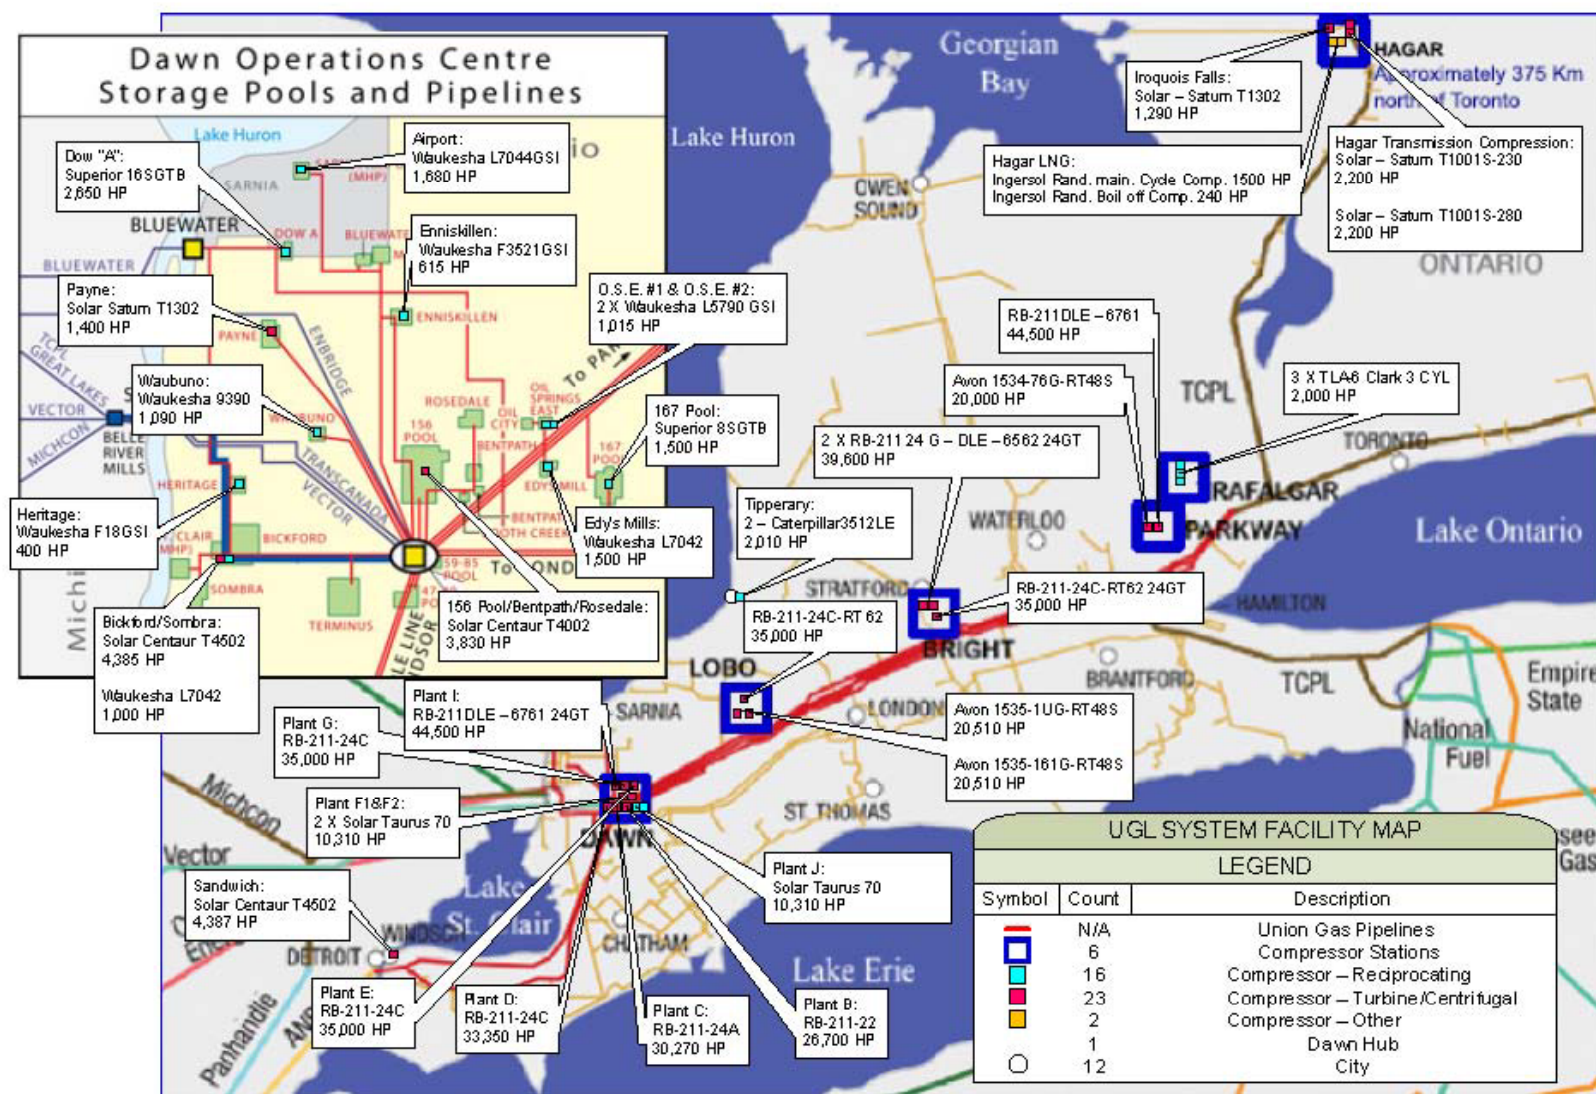 Dawn Operations Centre
Storage Pools and Pipelines
Lake Huron
Dow "A":
Superior 16SGTB
2,650 HP
Airport:
Waukesha L7044GSI
1,680 HP
SARNIA
(MHP)
BLUEWATER
DOW A
BLUEWATER
Enniskillen:
Waukesha F3521GSI
615 HP
BLUEWATER
Payne:
Solar Saturn T1302
1,400 HP
PAYNE
ENNISKILLEN
O.S.E. #1 & O.S.E. #2:
2 X Waukesha L5790 GSI
1,015 HP
ENBRIDGE
TCPL
GREAT LAKES
VECTOR
MICHCON
BELLE
RIVER
MILLS
Waubuno:
Waukesha 9390
1,090 HP
ROSEDALE
OIL
CITY
OIL
SPRINGS
EAST
156
POOL
BENTPATH
167
POOL
167 Pool:
Superior 8SGTB
1,500 HP
TRANSCANADA
VECTOR
HERITAGE
EDYS MILL
Heritage:
Waukesha F18GSI
400 HP
(MHP)
BICKFORD
SOMBRA
TERMINUS
59-85
POOL
Edy's Mills:
Waukesha L7042
1,500 HP
156 Pool/Bentpath/Rosedale:
Solar Centaur T4002
3,830 HP
Bickford/Sombra:
Solar Centaur T4502
4,385 HP
Waukesha L7042
1,000 HP
Georgian
Bay
Lake Huron
OWEN
SOUND
Iroquois Falls:
Solar – Saturn T1302
1,290 HP
HAGAR
Approximately 375 Km
north of Toronto
Hagar LNG:
Ingersol Rand. main. Cycle Comp. 1500 HP
Ingersol Rand. Boil off Comp. 240 HP
Hagar Transmission Compression:
Solar – Saturn T1001S-230
2,200 HP
Solar – Saturn T1001S-280
2,200 HP
ONTARIO
RB-211DLE – 6761
44,500 HP
Avon 1534-76G-RT48S
20,000 HP
TCPL
3 X TLA6 Clark 3 CYL
2,000 HP
2 X RB-211 24 G – DLE – 6562 24GT
39,600 HP
TORONTO
Tipperary:
2 – Caterpillar3512LE
2,010 HP
WATERLOO
PARKWAY
Lake Ontario
STRATFORD
RB-211-24C-RT 62
35,000 HP
RB-211-24C-RT62 24GT
35,000 HP
HAMILTON
BRIGHT
LOBO
BRANTFORD
TCPL
Empire
State
SARNIA
LONDON
Avon 1535-1UG-RT48S
20,510 HP
Avon 1535-161G-RT48S
20,510 HP
National
Fuel
Plant I:
RB-211DLE – 6761 24GT
44,500 HP
Plant G:
RB-211-24C
35,000 HP
Plant F1&F2:
2 X Solar Taurus 70
10,310 HP
Michcon
Vector
DAWN
ST. THOMAS
Plant J:
Solar Taurus 70
10,310 HP
Sandwich:
Solar Centaur T4502
4,387 HP
Lake
St. Clair
WINDSOR
DETROIT
CHATHAM
Lake Erie
Plant E:
RB-211-24C
35,000 HP
Plant D:
RB-211-24C
33,350 HP
Plant C:
RB-211-24A
30,270 HP
Plant B:
RB-211-22
26,700 HP
Panhandle
UGL SYSTEM FACILITY MAP
LEGEND
Symbol Count Description
N/A Union Gas Pipelines
6 Compressor Stations
16 Compressor – Reciprocating
23 Compressor – Turbine/Centrifugal
2 Compressor – Other
1 Dawn Hub
12 City